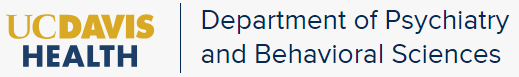 UCDAVIS
HEALTH
Department of Psychiatry
and Behavioral Sciences